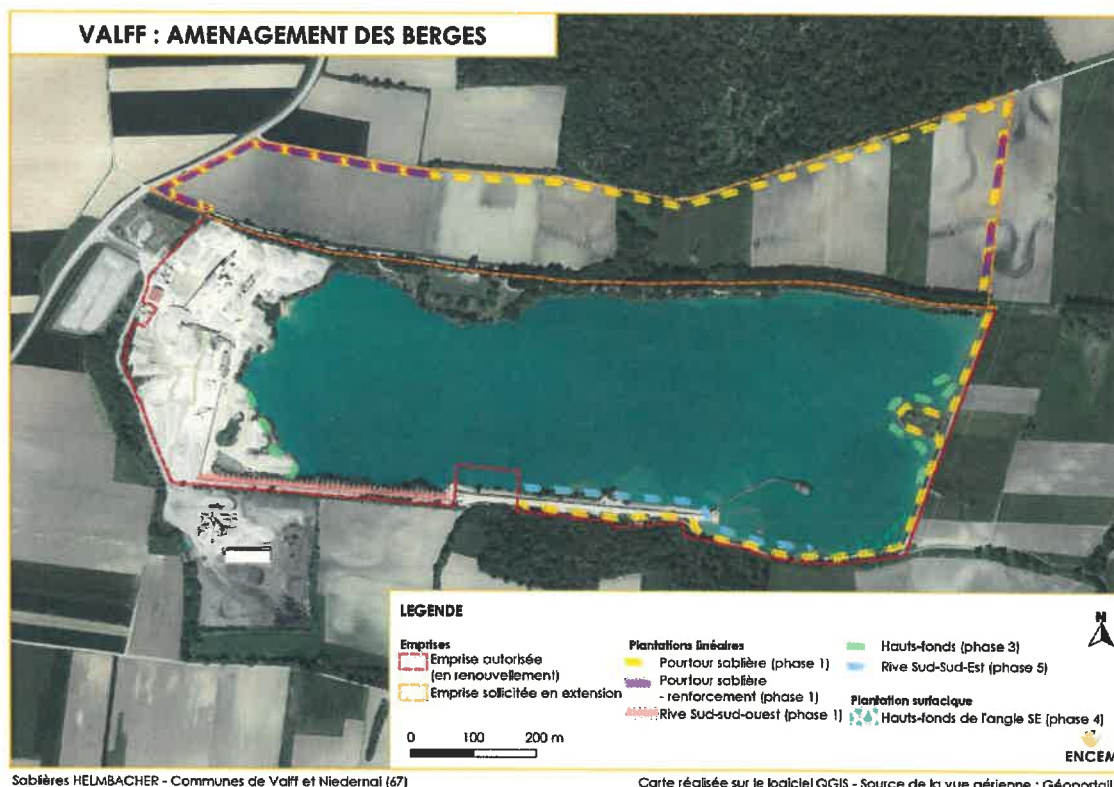 VALFF : AMENAGEMENT DES BERGES
LEGENDE
Emprises
Emprise autorisée
(en renouvellement)
Emprise sollicitée en extension
0 100 200 m
Plantations linéaires
Pourtour sablière (phase 1)
Pourtour sablière
- renforcement (phase 1)
Rive Sud-sud-ouest (phase 1)
Hauts-fonds (phase 3)
Rive Sud-Sud-Est (phase 5)
Plantation surfacique
Hauts-fonds de l'angle SE (phase 4)
N
ENCEM
Sablières HELMBACHER - Communes de Valff et Niedernai (67)
Carte réalisée sur le logiciel QGIS - Source de la vue aérienne : Géoportail